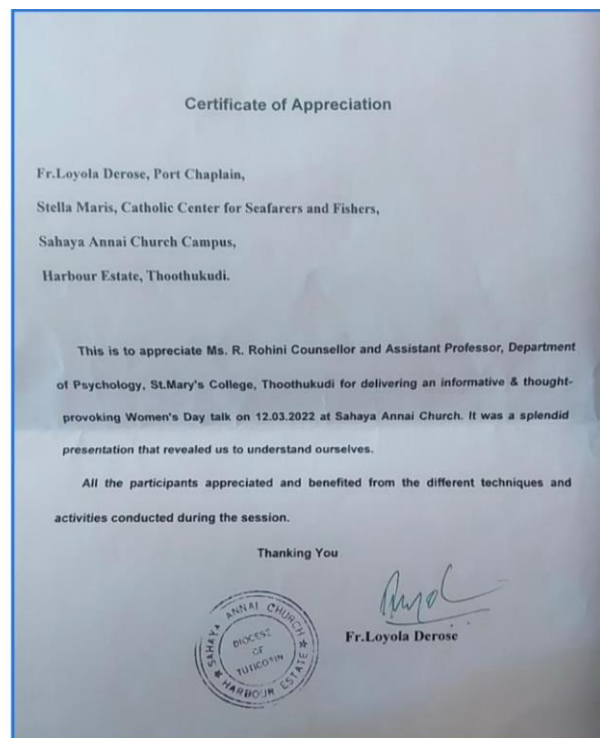 Certificate of Appreciation
Fr.Loyola Derose, Port Chaplain,
Stella Maris, Catholic Center for Seafarers and Fishers,
Sahaya Annai Church Campus,
Harbour Estate, Thoothukudi.
This is to appreciate Ms. R. Rohini Counsellor and Assistant Professor, Department
of Psychology, St.Mary's College, Thoothukudi for delivering an informative & thought-
provoking Women's Day talk on 12.03.2022 at Sahaya Annai Church. It was a splendid
presentation that revealed us to understand ourselves.
All the participants appreciated and benefited from the different techniques and
activities conducted during the session.
Thanking You
Fr.Loyola Derose
SAHAYA ANNAI CHURCH
HARBOUR ESTATE
DIOCESE
OF
TUTICORIN